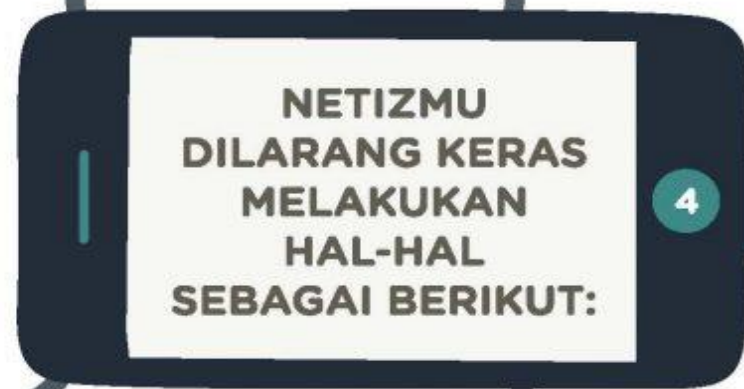 NETIZMU
DILARANG KERAS
MELAKUKAN
HAL-HAL
SEBAGAI BERIKUT:
4